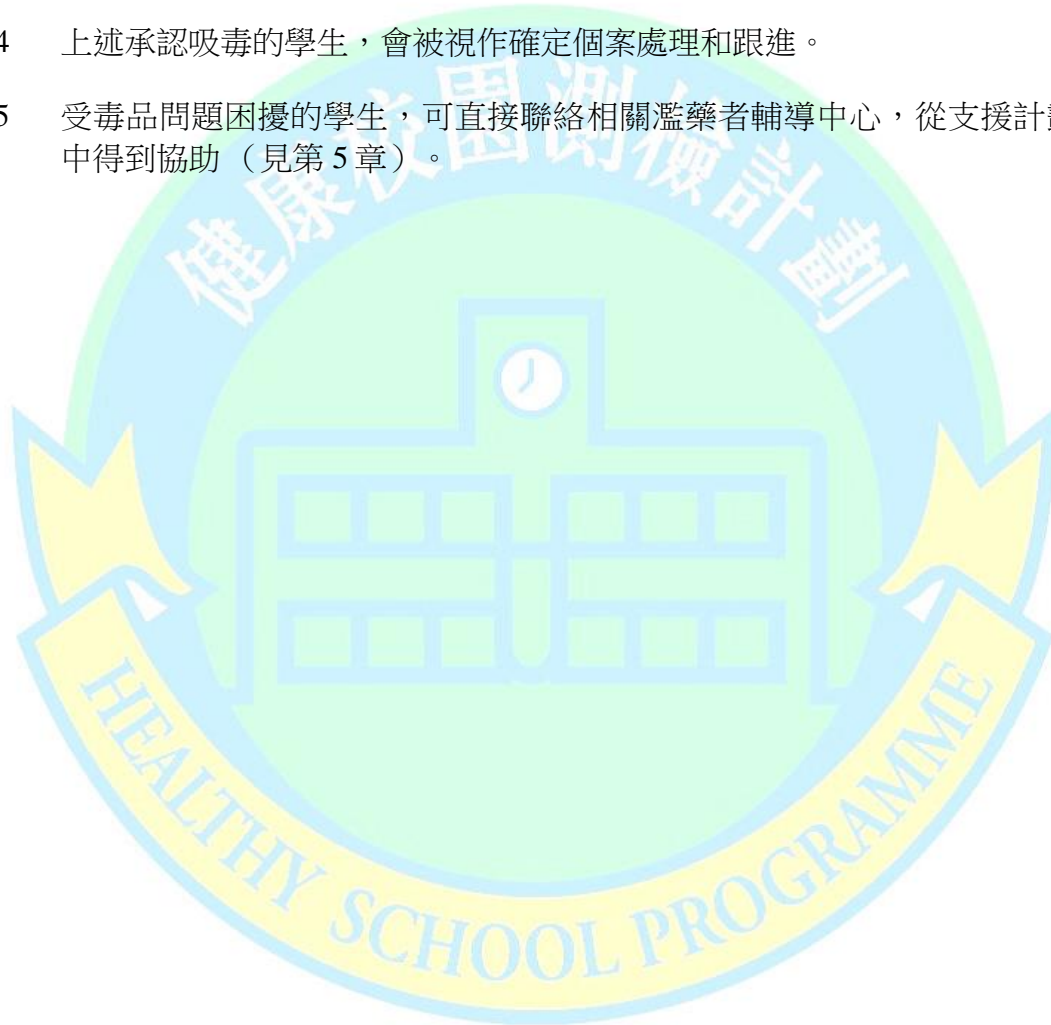 4 上述承認吸毒的學生，會被視作確定個案處理和跟進。
5 受毒品問題困擾的學生，可直接聯絡相關濫藥者輔導中心，從支援計
中得到協助 （見第 5 章）。
健康校園測檢計劃
HEALTHY SCHOOL PROGRAMME